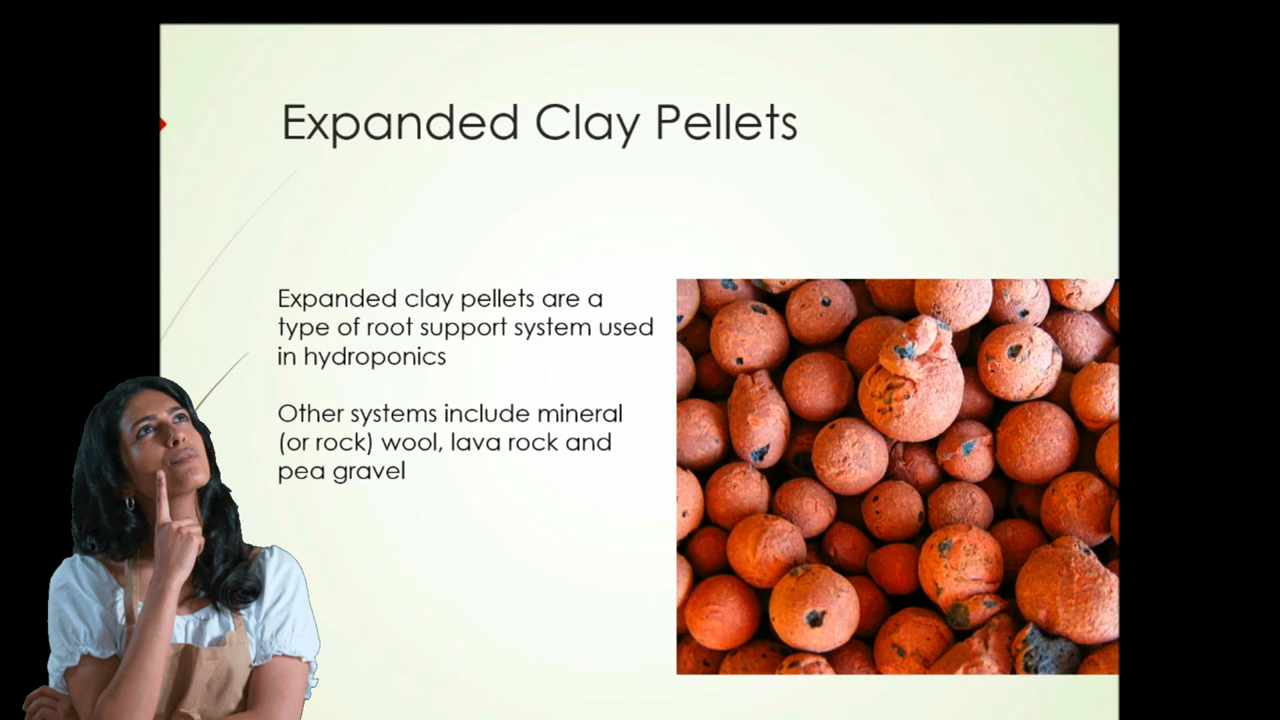 Expanded Clay Pellets
Expanded clay pellets are a
type of root support system used
in hydroponics
Other systems include mineral
(or rock) wool, lava rock and
pea gravel